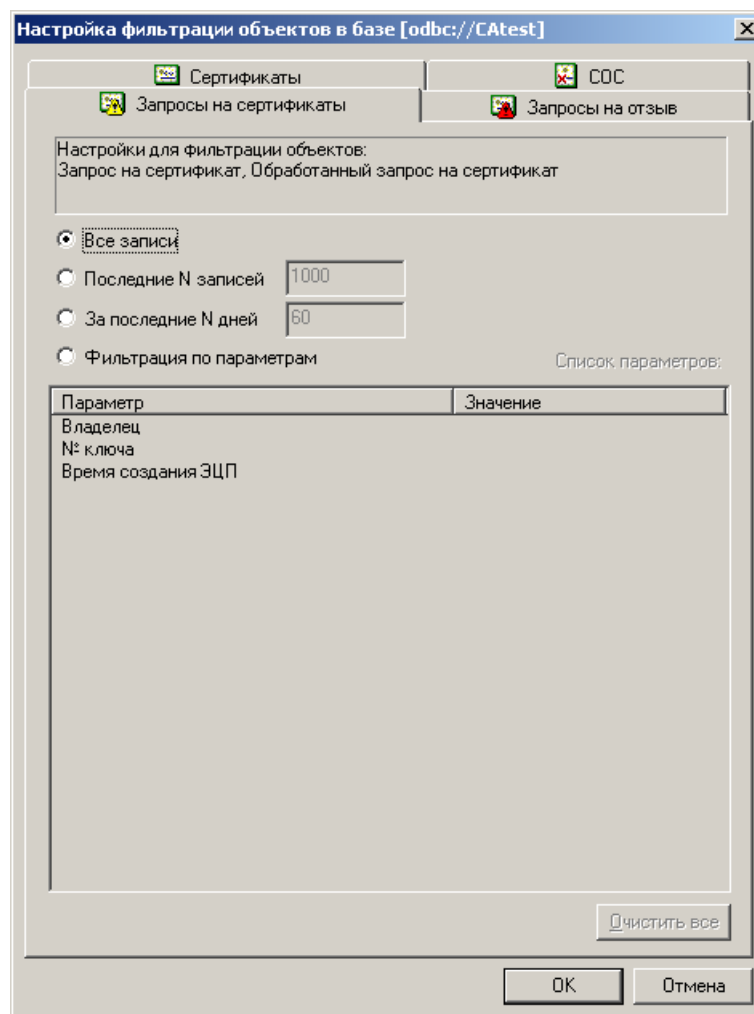 Настройка фильтрации объектов в базе [odbc://CAtest]
Сертификаты
СОС
Запросы на сертификаты
Запросы на отзыв
Настройки для фильтрации объектов:
Запрос на сертификат, Обработанный запрос на сертификат
Все записи
Последние N записей
1000
За последние N дней
60
Фильтрация по параметрам
Список параметров:
Параметр
Значение
Владелец
№ ключа
Время создания ЭЦП
Очистить все
OK
Отмена